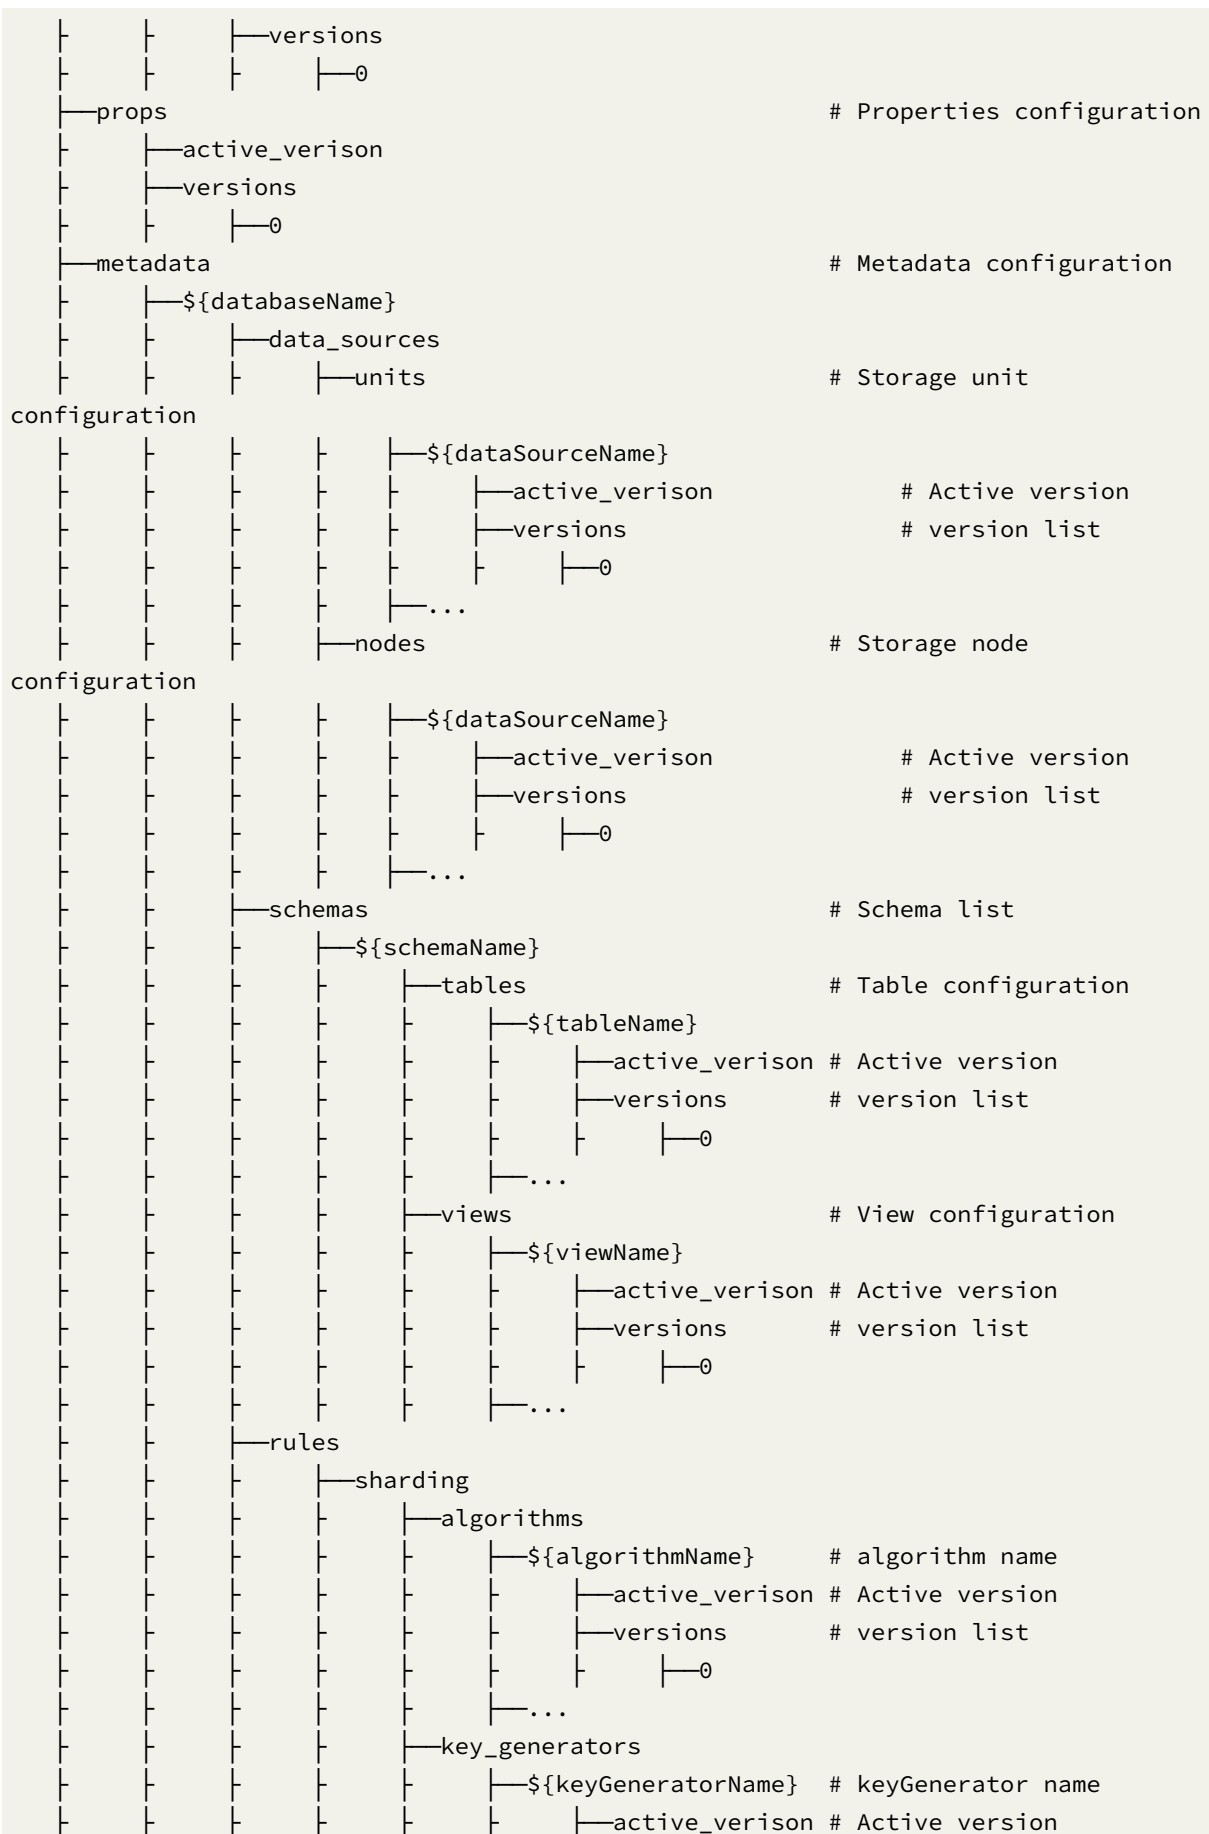 ├      ├      ├──versions
├      ├      ├      ├──0
├──props                                              # Properties configuration
├      ├──active_verison
├      ├──versions
├      ├      ├──0
├──metadata                                           # Metadata configuration
├      ├──${databaseName}
├      ├      ├──data_sources
├      ├      ├      ├──units                            # Storage unit
configuration
├      ├      ├      ├     ├──${dataSourceName}
├      ├      ├      ├     ├      ├──active_verison             # Active version
├      ├      ├      ├     ├      ├──versions                   # version list
├      ├      ├      ├     ├      ├      ├──0
├      ├      ├      ├     ├──...
├      ├      ├      ├──nodes                            # Storage node
configuration
├      ├      ├      ├     ├──${dataSourceName}
├      ├      ├      ├     ├      ├──active_verison             # Active version
├      ├      ├      ├     ├      ├──versions                   # version list
├      ├      ├      ├     ├      ├      ├──0
├      ├      ├      ├     ├──...
├      ├      ├──schemas                                # Schema list
├      ├      ├      ├──${schemaName}
├      ├      ├      ├      ├──tables                     # Table configuration
├      ├      ├      ├      ├      ├──${tableName}
├      ├      ├      ├      ├      ├      ├──active_verison # Active version
├      ├      ├      ├      ├      ├      ├──versions       # version list
├      ├      ├      ├      ├      ├      ├      ├──0
├      ├      ├      ├      ├      ├──...
├      ├      ├      ├      ├──views                      # View configuration
├      ├      ├      ├      ├      ├──${viewName}
├      ├      ├      ├      ├      ├      ├──active_verison # Active version
├      ├      ├      ├      ├      ├      ├──versions       # version list
├      ├      ├      ├      ├      ├      ├      ├──0
├      ├      ├      ├      ├      ├──...
├      ├      ├──rules
├      ├      ├      ├──sharding
├      ├      ├      ├      ├──algorithms
├      ├      ├      ├      ├      ├──${algorithmName}     # algorithm name
├      ├      ├      ├      ├      ├      ├──active_verison # Active version
├      ├      ├      ├      ├      ├      ├──versions       # version list
├      ├      ├      ├      ├      ├      ├      ├──0
├      ├      ├      ├      ├      ├──...
├      ├      ├      ├      ├──key_generators
├      ├      ├      ├      ├      ├──${keyGeneratorName}  # keyGenerator name
├      ├      ├      ├      ├      ├      ├──active_verison # Active version